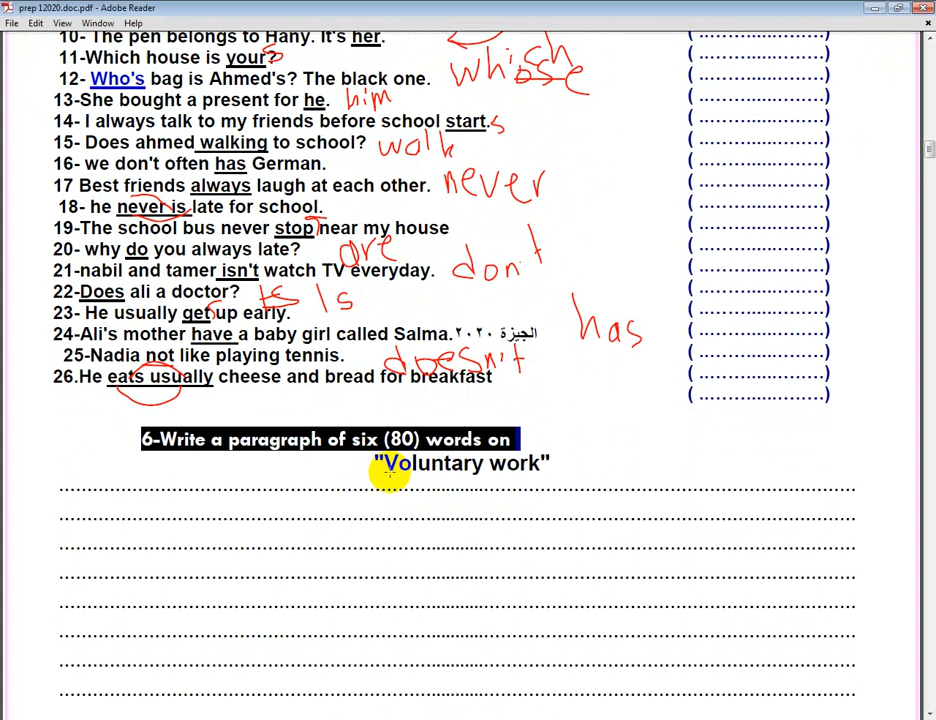 prep 12020.doc.pdf - Adobe Reader
File Edit View Window Help
10- The pen belongs to Hany. It's her. (.......................)
11-Which house is your? s (.......................)
12- Who's bag is Ahmed's? The black one. whisch ose (.......................)
13-She bought a present for he. him (.......................)
14- I always talk to my friends before school start. s (.......................)
15- Does ahmed walking to school? walk (.......................)
16- we don't often has German. (.......................)
17 Best friends always laugh at each other. never (.......................)
18- he never is late for school. (.......................)
19-The school bus never stop near my house (.......................)
20- why do you always late? are (.......................)
21-nabil and tamer isn't watch TV everyday. don't (.......................)
22-Does ali a doctor? is Is (.......................)
23- He usually get up early. s (.......................)
24-Ali's mother have a baby girl called Salma. الجيزة ٢٠٢٠ has (.......................)
25-Nadia not like playing tennis. doesn't (.......................)
26.He eats usually cheese and bread for breakfast (.......................)
6-Write a paragraph of six (80) words on
"Voluntary work"